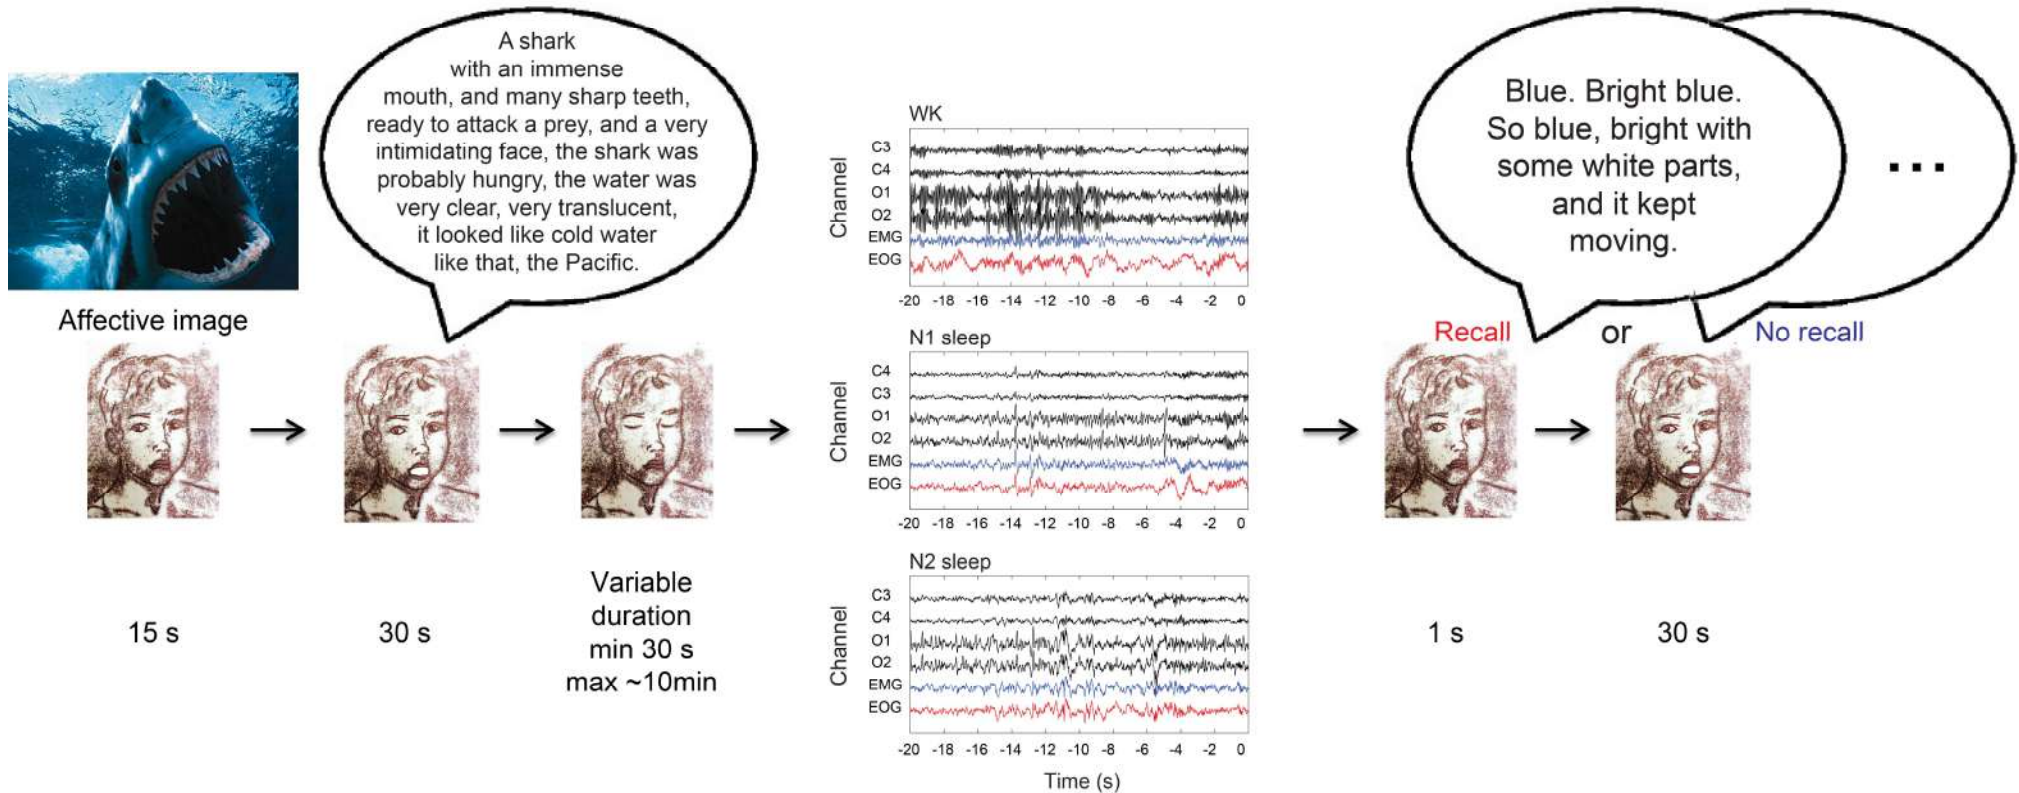 A shark
with an immense
mouth, and many sharp teeth,
ready to attack a prey, and a very
intimidating face, the shark was
probably hungry, the water was
very clear, very translucent,
it looked like cold water
like that, the Pacific.
Affective image
15 s
30 s
Variable
duration
min 30 s
max ~10min
WK
Channel
C3
C4
O1
O2
EMG
EOG
-20 -18 -16 -14 -12 -10 -8 -6 -4 -2 0
N1 sleep
Channel
C4
C3
O1
O2
EMG
EOG
-20 -18 -16 -14 -12 -10 -8 -6 -4 -2 0
N2 sleep
Channel
C3
C4
O1
O2
EMG
EOG
-20 -18 -16 -14 -12 -10 -8 -6 -4 -2 0
Time (s)
Blue. Bright blue.
So blue, bright with
some white parts,
and it kept
moving.
...
Recall or No recall
1 s
30 s